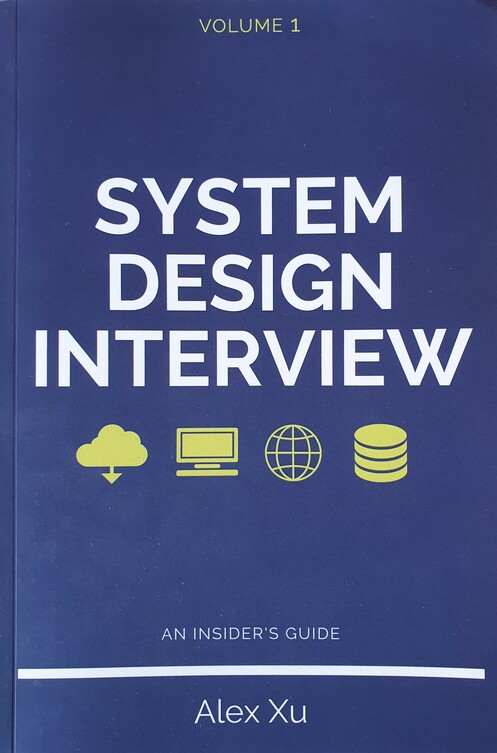 VOLUME 1
SYSTEM
DESIGN
INTERVIEW
AN INSIDER'S GUIDE
Alex Xu